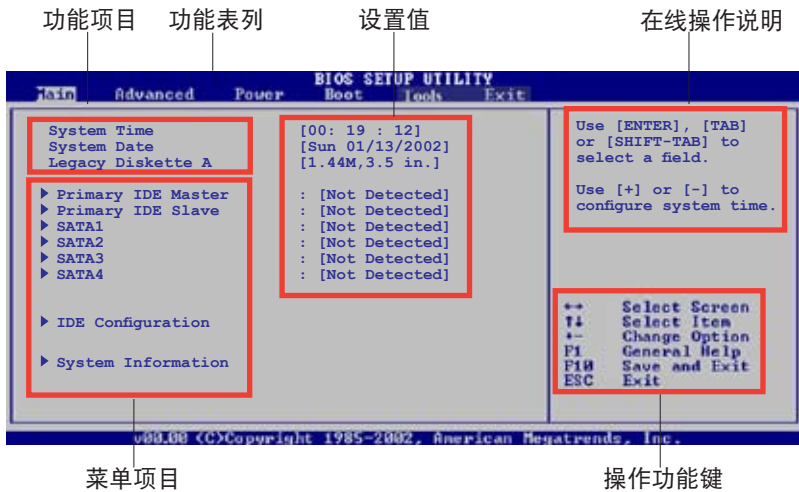 功能项目 功能表列 设置值 在线操作说明
BIOS SETUP UTILITY
Main Advanced Power Boot Tools Exit
System Time [00: 19 : 12]
System Date [Sun 01/13/2002]
Legacy Diskette A [1.44M,3.5 in.]
Primary IDE Master : [Not Detected]
Primary IDE Slave : [Not Detected]
SATA1 : [Not Detected]
SATA2 : [Not Detected]
SATA3 : [Not Detected]
SATA4 : [Not Detected]
IDE Configuration
System Information
Use [ENTER], [TAB]
or [SHIFT-TAB] to
select a field.
Use [+] or [-] to
configure system time.
↔ Select Screen
↑↓ Select Item
+- Change Option
F1 General Help
F10 Save and Exit
ESC Exit
v00.00 (C)Copyright 1985-2002, American Megatrends, Inc.
菜单项目 操作功能键